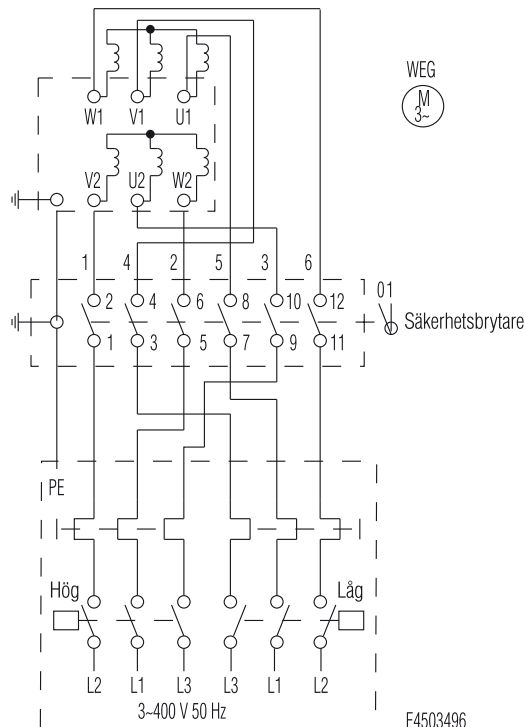 WEG
M
3~
W1 V1 U1
V2 U2 W2
1 4 2 5 3 6
2 4 6 8 10 12
01
Säkerhetsbrytare
1 3 5 7 9 11
PE
Hög Låg
L2 L1 L3 L3 L1 L2
3~400 V 50 Hz
F4503496